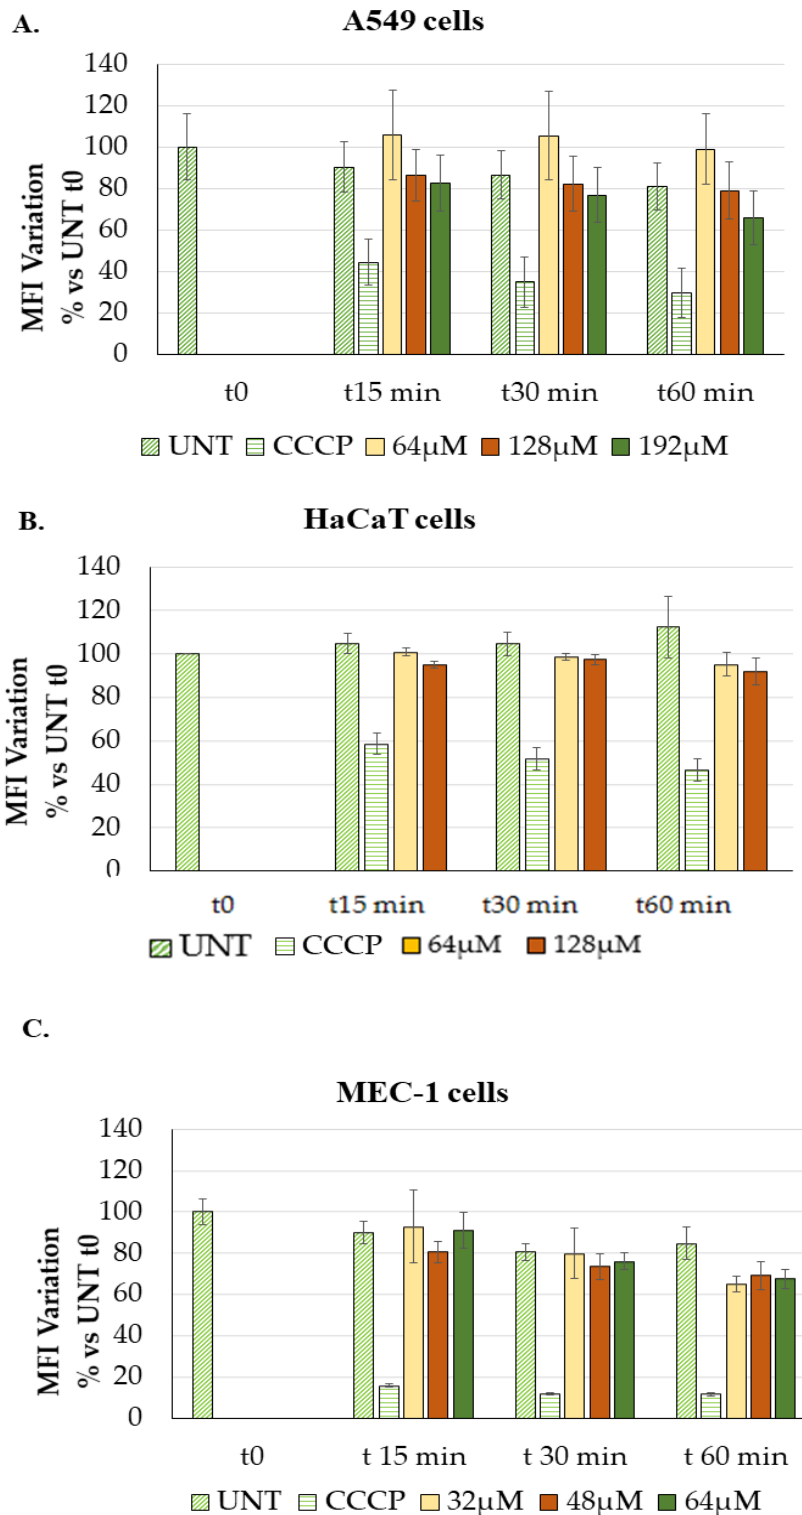 A.
A549 cells
140
120
100
80
60
40
20
0
MFI Variation
% vs UNT t0
t0 t15 min t30 min t60 min
UNT CCCP 64µM 128µM 192µM
B.
HaCaT cells
140
120
100
80
60
40
20
0
MFI Variation
% vs UNT t0
t0 t15 min t30 min t60 min
UNT CCCP 64µM 128µM
C.
MEC-1 cells
140
120
100
80
60
40
20
0
MFI Variation
% vs UNT t0
t0 t 15 min t 30 min t 60 min
UNT CCCP 32µM 48µM 64µM